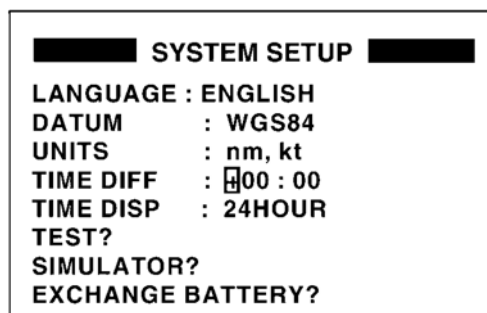 SYSTEM SETUP
LANGUAGE : ENGLISH
DATUM : WGS84
UNITS : nm, kt
TIME DIFF : +00 : 00
TIME DISP : 24HOUR
TEST?
SIMULATOR?
EXCHANGE BATTERY?